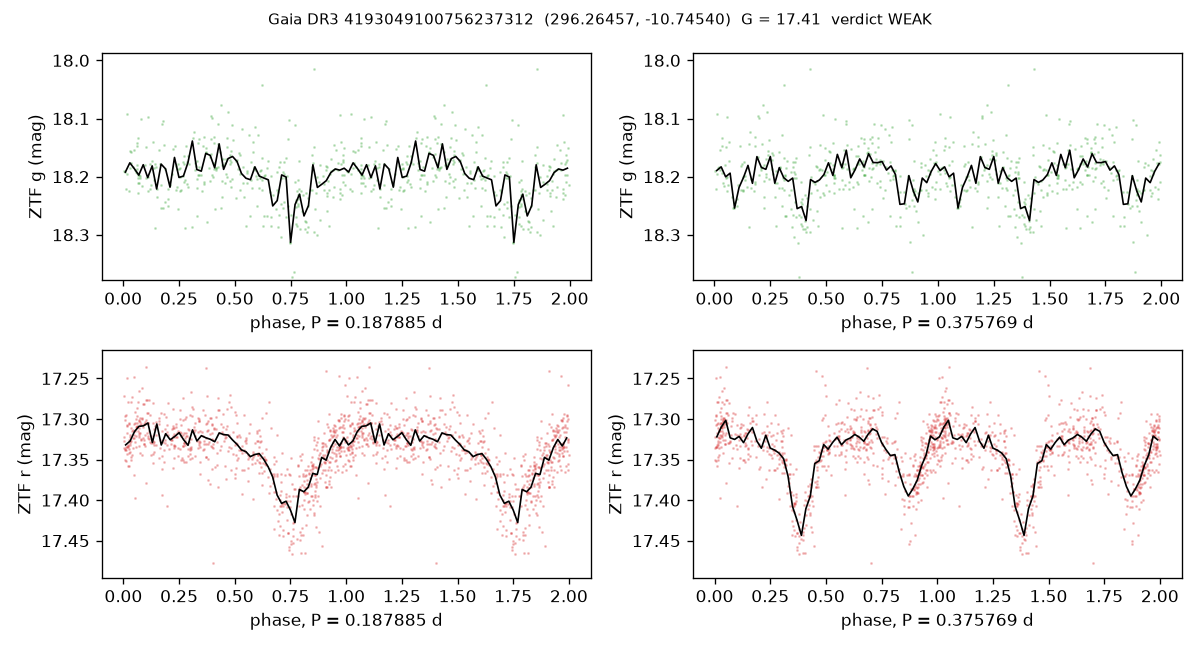 Gaia DR3 4193049100756237312 (296.26457, -10.74540) G = 17.41 verdict WEAK
18.0
18.1
18.2
18.3
ZTF g (mag)
0.00 0.25 0.50 0.75 1.00 1.25 1.50 1.75 2.00
phase, P = 0.187885 d
18.0
18.1
18.2
18.3
ZTF g (mag)
0.00 0.25 0.50 0.75 1.00 1.25 1.50 1.75 2.00
phase, P = 0.375769 d
17.25
17.30
17.35
17.40
17.45
ZTF r (mag)
0.00 0.25 0.50 0.75 1.00 1.25 1.50 1.75 2.00
phase, P = 0.187885 d
17.25
17.30
17.35
17.40
17.45
ZTF r (mag)
0.00 0.25 0.50 0.75 1.00 1.25 1.50 1.75 2.00
phase, P = 0.375769 d